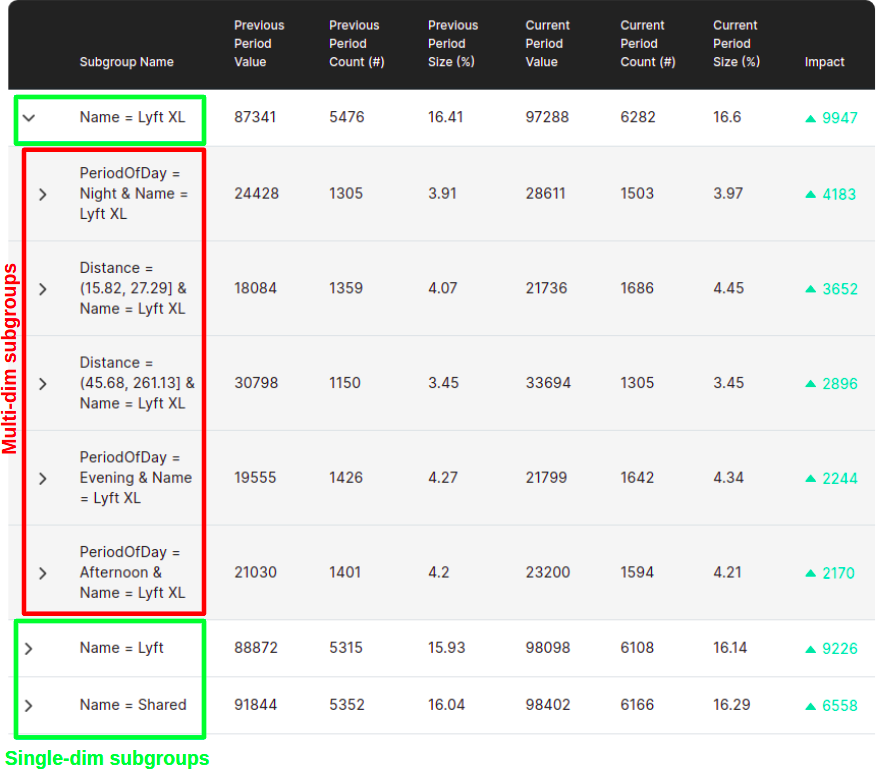 Subgroup Name
Previous
Period
Value
Previous
Period
Count (#)
Previous
Period
Size (%)
Current
Period
Value
Current
Period
Count (#)
Current
Period
Size (%)
Impact
Name = Lyft XL 87341 5476 16.41 97288 6282 16.6 9947
PeriodOfDay =
Night & Name =
Lyft XL
24428 1305 3.91 28611 1503 3.97 4183
Distance =
(15.82, 27.29] &
Name = Lyft XL
18084 1359 4.07 21736 1686 4.45 3652
Distance =
(45.68, 261.13] &
Name = Lyft XL
30798 1150 3.45 33694 1305 3.45 2896
PeriodOfDay =
Evening & Name
= Lyft XL
19555 1426 4.27 21799 1642 4.34 2244
PeriodOfDay =
Afternoon &
Name = Lyft XL
21030 1401 4.2 23200 1594 4.21 2170
Name = Lyft 88872 5315 15.93 98098 6108 16.14 9226
Name = Shared 91844 5352 16.04 98402 6166 16.29 6558
Multi-dim subgroups
Single-dim subgroups